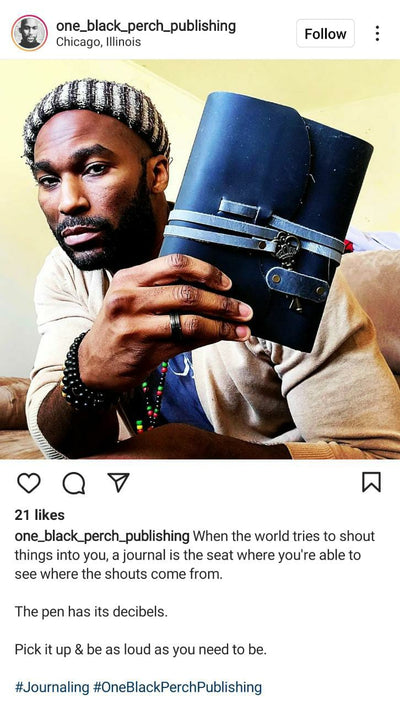 one_black_perch_publishing
Chicago, Illinois
Follow
21 likes
one_black_perch_publishing When the world tries to shout
things into you, a journal is the seat where you're able to
see where the shouts come from.
The pen has its decibels.
Pick it up & be as loud as you need to be.
#Journaling #OneBlackPerchPublishing